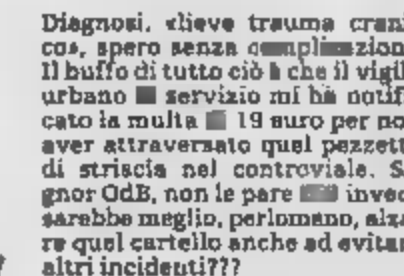 Diagnosi, «lieve trauma crani
co», spero senza
Il buffo di tutto ciò è che il vigil
urbano servizio mi ha notif
cato la multa 19 euro per no
aver attraversato quel pezzett
di striscia nel controviale. S
gnor OdB, non le pare invec
sarebbe meglio, perlomeno, alza
re quel cartello anche ad evitar
altri incidenti???